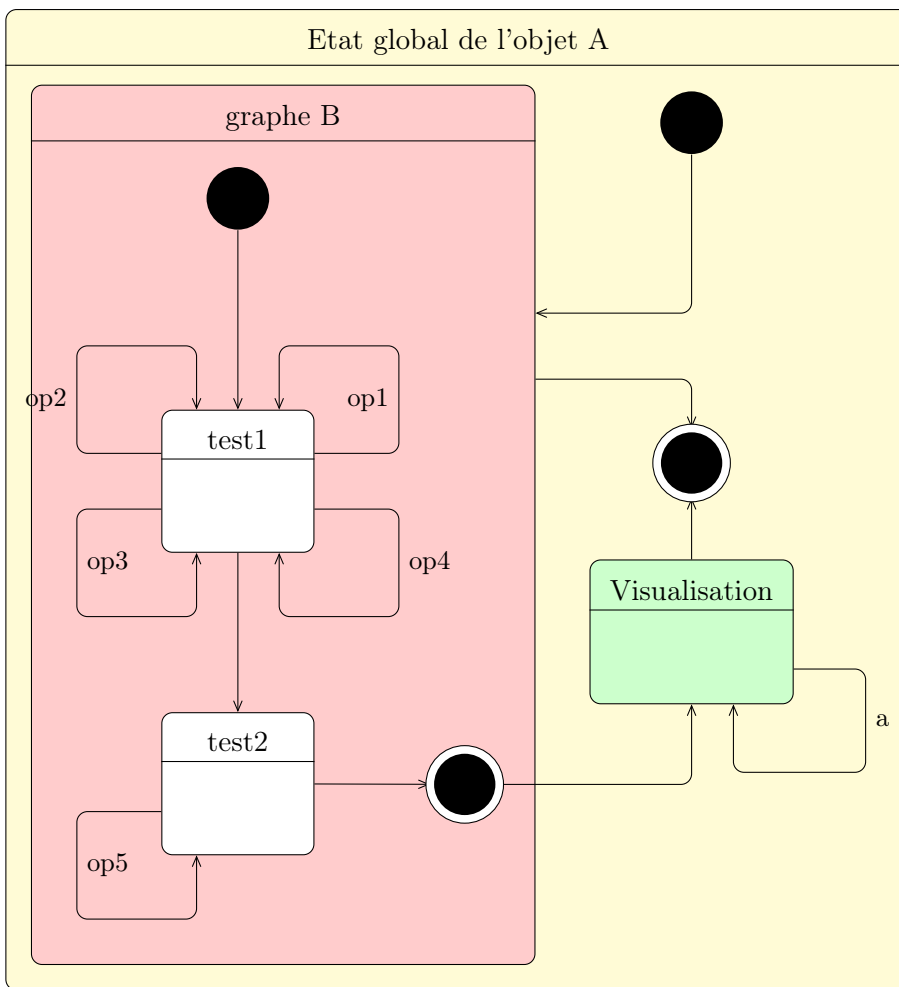 Etat global de l'objet A
graphe B
op2
op1
test1
op3
op4
Visualisation
a
test2
op5